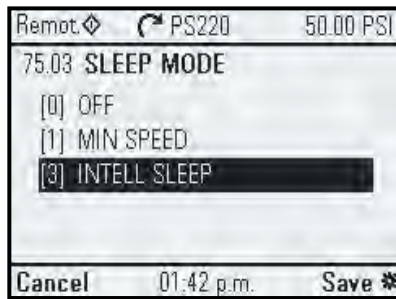 Remot. PS220 50.00 PSI
75.03 SLEEP MODE
[0] OFF
[1] MIN SPEED
[3] INTELL SLEEP
Cancel 01:42 p.m. Save